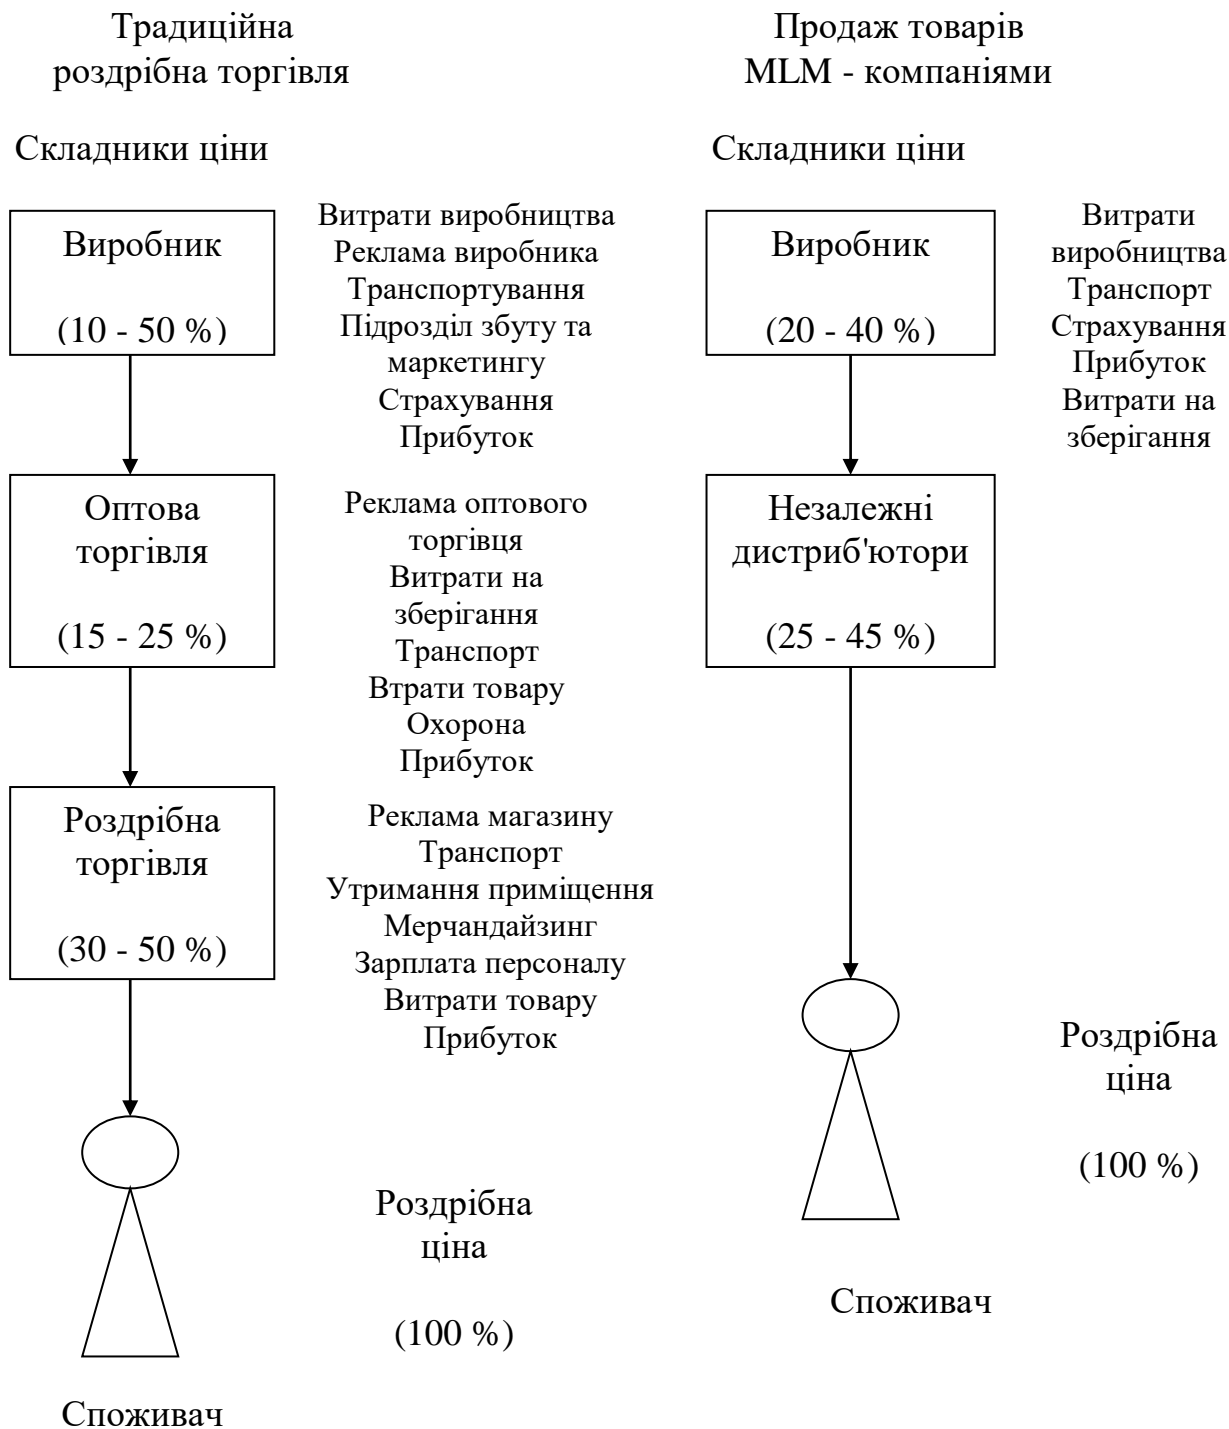 Традиційна
роздрібна торгівля
Складники ціни
Виробник
(10 - 50 %)
Витрати виробництва
Реклама виробника
Транспортування
Підрозділ збуту та
маркетингу
Страхування
Прибуток
Оптова
торгівля
(15 - 25 %)
Реклама оптового
торгівця
Витрати на
зберігання
Транспорт
Втрати товару
Охорона
Прибуток
Роздрібна
торгівля
(30 - 50 %)
Реклама магазину
Транспорт
Утримання приміщення
Мерчандайзинг
Зарплата персоналу
Витрати товару
Прибуток
Роздрібна
ціна
(100 %)
Споживач
Продаж товарів
MLM - компаніями
Складники ціни
Виробник
(20 - 40 %)
Витрати
виробництва
Транспорт
Страхування
Прибуток
Витрати на
зберігання
Незалежні
дистриб'ютори
(25 - 45 %)
Роздрібна
ціна
(100 %)
Споживач